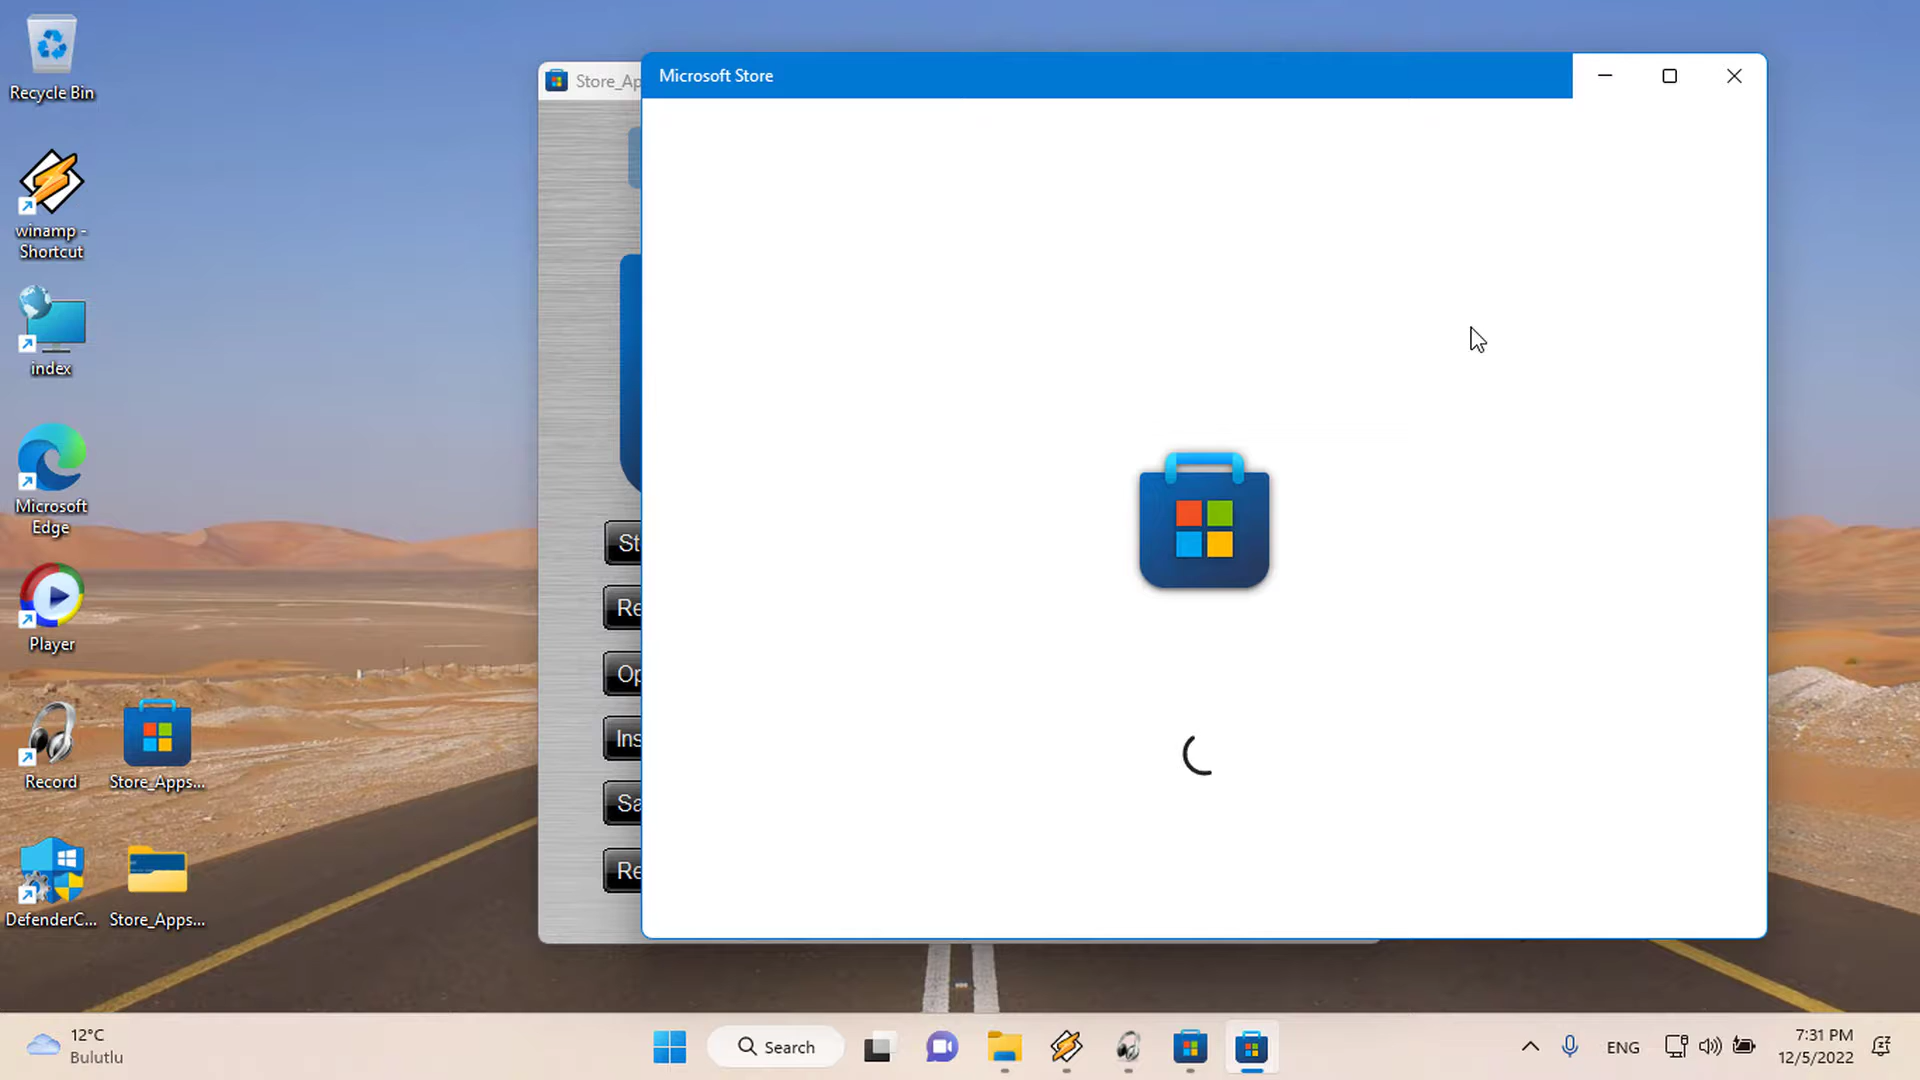 Recycle Bin
winamp -
Shortcut
index
Microsoft
Edge
Player
Record
Store_Apps...
DefenderC...
Store_Apps...
Store_Ap
St
Re
Op
Ins
Sa
Re
Microsoft Store
12°C
Bulutlu
Search
ENG
7:31 PM
12/5/2022